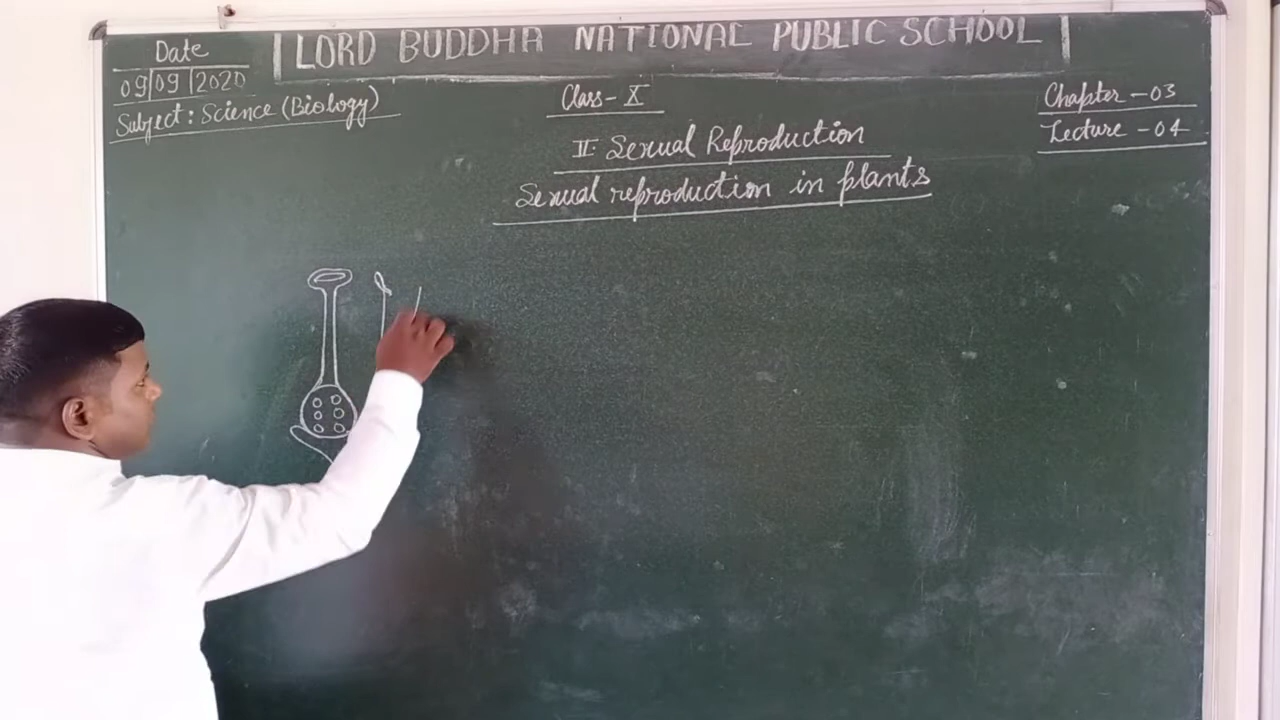 LORD BUDDHA NATIONAL PUBLIC SCHOOL
Date
09/09/2020
Subject: Science (Biology)
Class - X
Chapter - 03
Lecture - 04
II. Sexual Reproduction
Sexual reproduction in plants